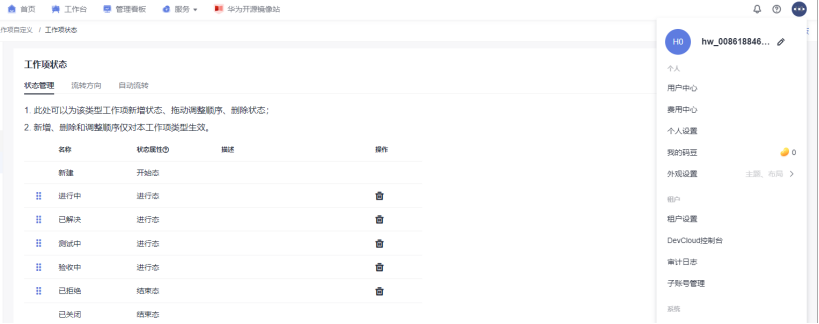 首页 工作台 管理看板 服务 华为开源镜像站
作项自定义 / 工作项状态
工作项状态
状态管理 流转方向 自动流转
1. 此处可以为该类型工作项新增状态、拖动调整顺序、删除状态；
2. 新增、删除和调整顺序仅对本工作项类型生效。
名称 状态属性 描述 操作
新建 开始态
进行中 进行态
已解决 进行态
测试中 进行态
验收中 进行态
已拒绝 结束态
已关闭 结束态
H0 hw_008618846...
个人
用户中心
费用中心
个人设置
我的码豆 0
外观设置 主题、布局
租户
租户设置
DevCloud控制台
审计日志
子账号管理
系统